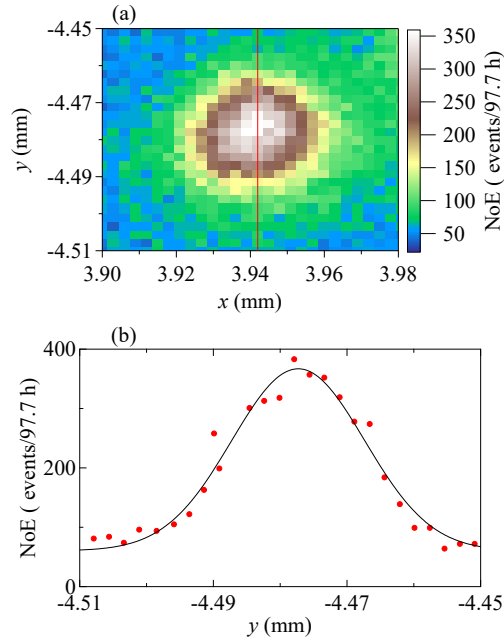 (a)
-4.45
-4.47
-4.49
-4.51
y (mm)
3.90 3.92 3.94 3.96 3.98
x (mm)
350
300
250
200
150
100
50
NoE ( events/97.7 h)
(b)
400
200
0
NoE ( events/97.7 h)
-4.51 -4.49 -4.47 -4.45
y (mm)